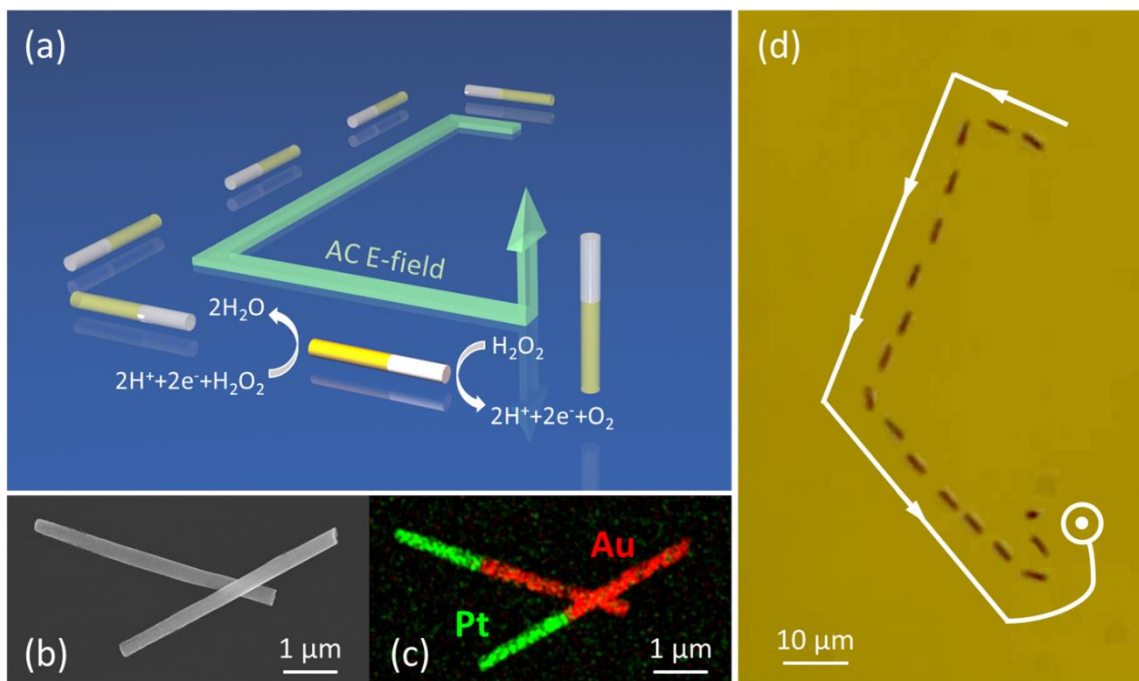 (a)
AC E-field
2H₂O
2H⁺+2e⁻+H₂O₂
H₂O₂
2H⁺+2e⁻+O₂
(b)
1 µm
(c)
Au
Pt
1 µm
(d)
10 µm